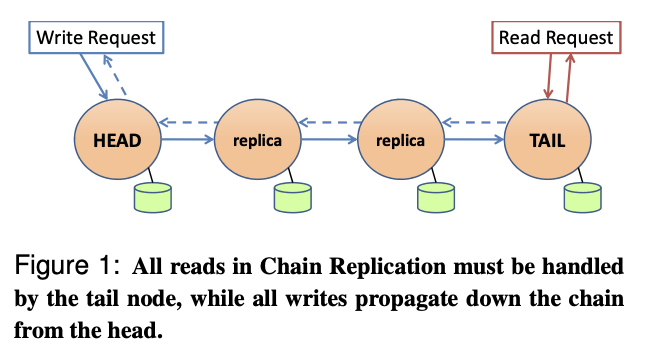 Write Request
Read Request
HEAD
replica
replica
TAIL
Figure 1: All reads in Chain Replication must be handled
by the tail node, while all writes propagate down the chain
from the head.